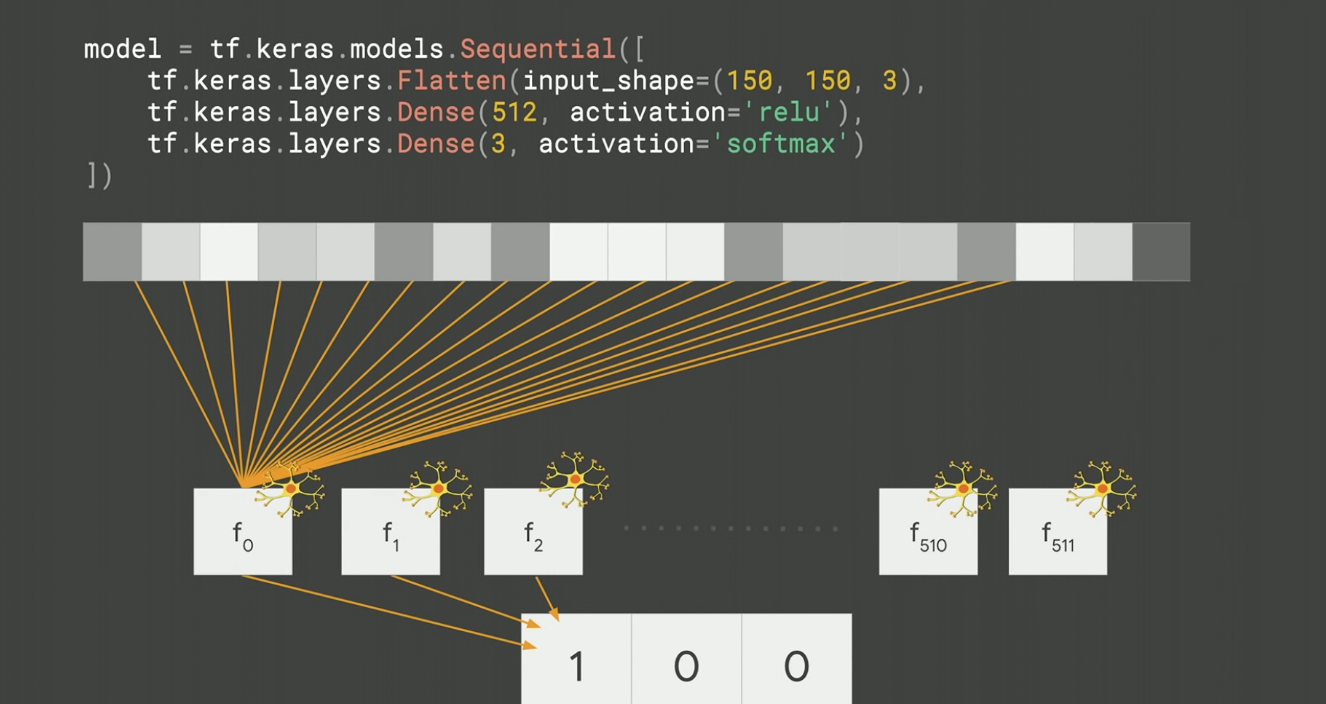 model = tf.keras.models.Sequential([
    tf.keras.layers.Flatten(input_shape=(150, 150, 3),
    tf.keras.layers.Dense(512, activation='relu'),
    tf.keras.layers.Dense(3, activation='softmax')
])
f0 f1 f2 f510 f511
1 0 0